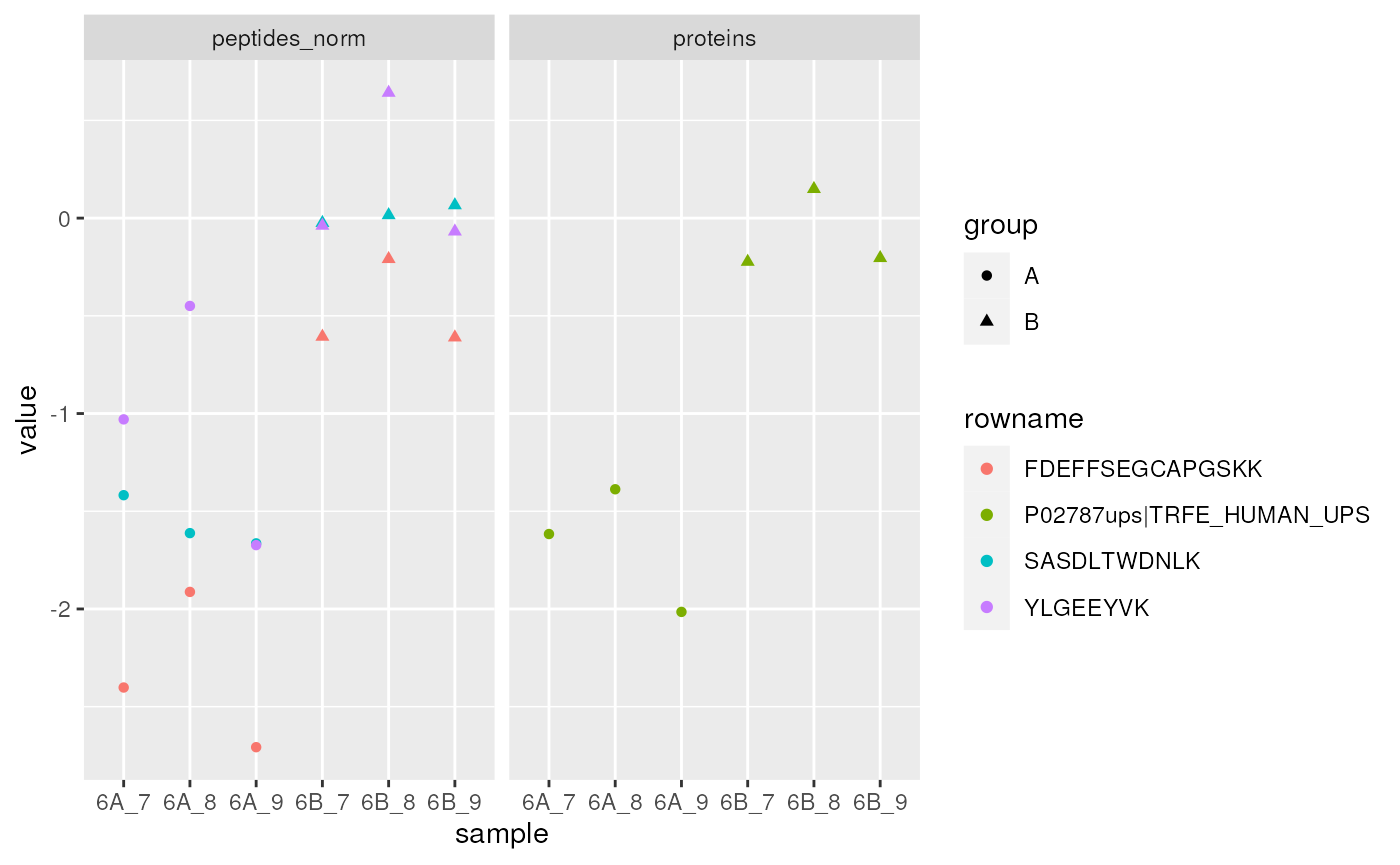 peptides_norm
proteins
0
-1
-2
value
6A_7 6A_8 6A_9 6B_7 6B_8 6B_9
6A_7 6A_8 6A_9 6B_7 6B_8 6B_9
sample
group
A
B
rowname
FDEFFSEGCAPGSKK
P02787ups|TRFE_HUMAN_UPS
SASDLTWDNLK
YLGEEYVK